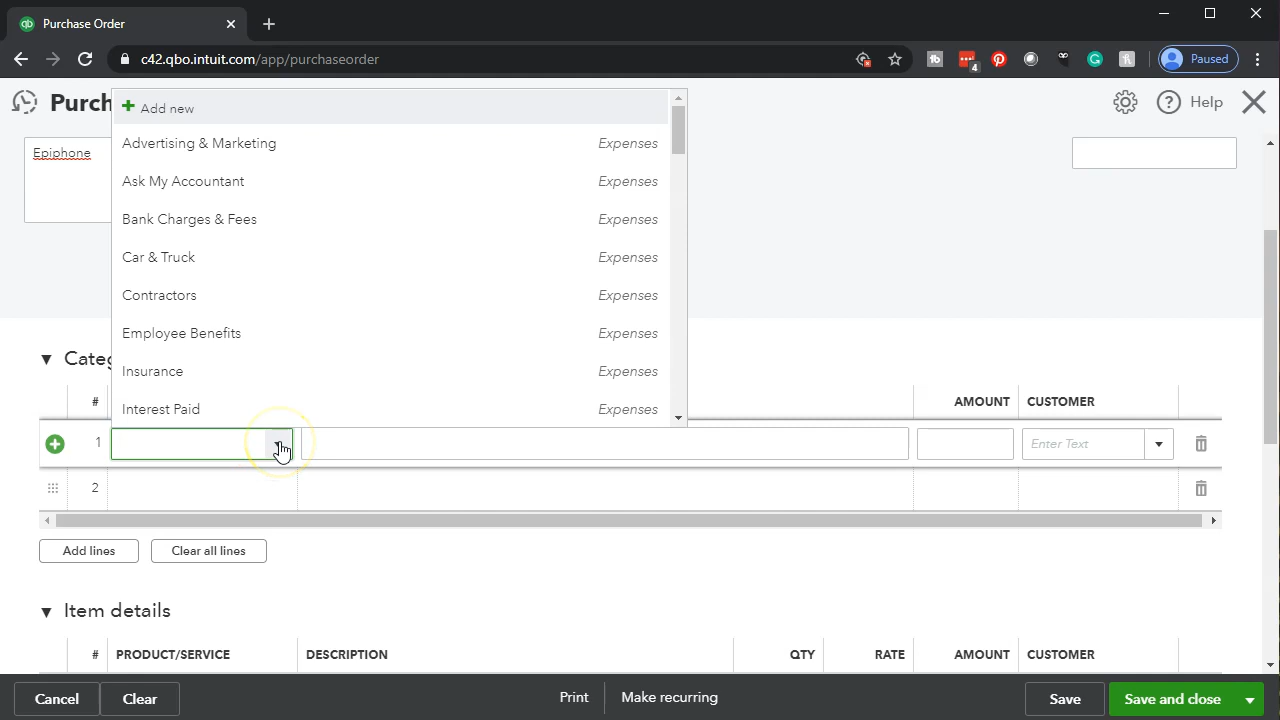 Purchase Order
c42.qbo.intuit.com/app/purchaseorder
4
Paused
Purch
Help
Epiphone
Add new
Advertising & Marketing Expenses
Ask My Accountant Expenses
Bank Charges & Fees Expenses
Car & Truck Expenses
Contractors Expenses
Employee Benefits Expenses
Insurance Expenses
Interest Paid Expenses
Categ
# AMOUNT CUSTOMER
1 Enter Text
2
Add lines Clear all lines
Item details
# PRODUCT/SERVICE DESCRIPTION QTY RATE AMOUNT CUSTOMER
Cancel Clear Print Make recurring Save Save and close